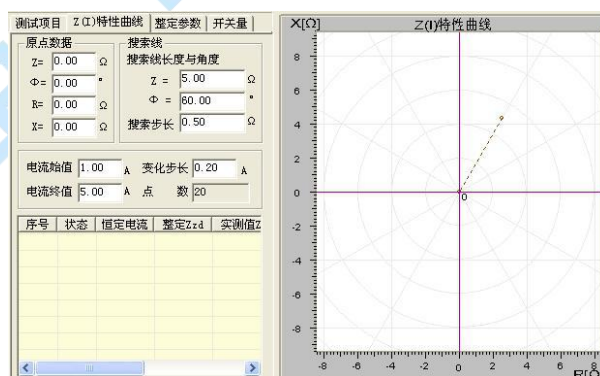 测试项目 Z(I)特性曲线 整定参数 开关量
原点数据
Z= 0.00 Ω
Φ= 0.00 °
R= 0.00 Ω
X= 0.00 Ω
搜索线
搜索线长度与角度
Z = 5.00 Ω
Φ = 60.00 °
搜索步长 0.50 Ω
电流始值 1.00 A 变化步长 0.20 A
电流终值 5.00 A 点 数 20
序号 状态 恒定电流 整定Zzd 实测值Z
X[Ω] Z(I)特性曲线
8
6
4
2
0
-2
-4
-6
-8
0
-8 -6 -4 -2 0 2 4 6 8
R[Ω